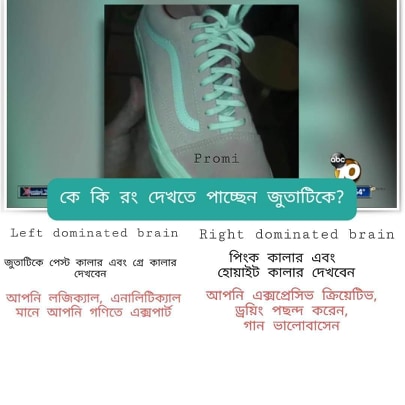 Promi
abc
10
4°
কে কি রং দেখতে পাচ্ছেন জুতাটিকে?
Left dominated brain
জুতাটিকে পেস্ট কালার এবং গ্রে কালার
দেখবেন
আপনি লজিক্যাল, এনালিটিক্যাল
মানে আপনি গণিতে এক্সপার্ট
Right dominated brain
পিংক কালার এবং
হোয়াইট কালার দেখবেন
আপনি এক্সপ্রেসিভ ক্রিয়েটিভ,
ড্রয়িং পছন্দ করেন,
গান ভালোবাসেন